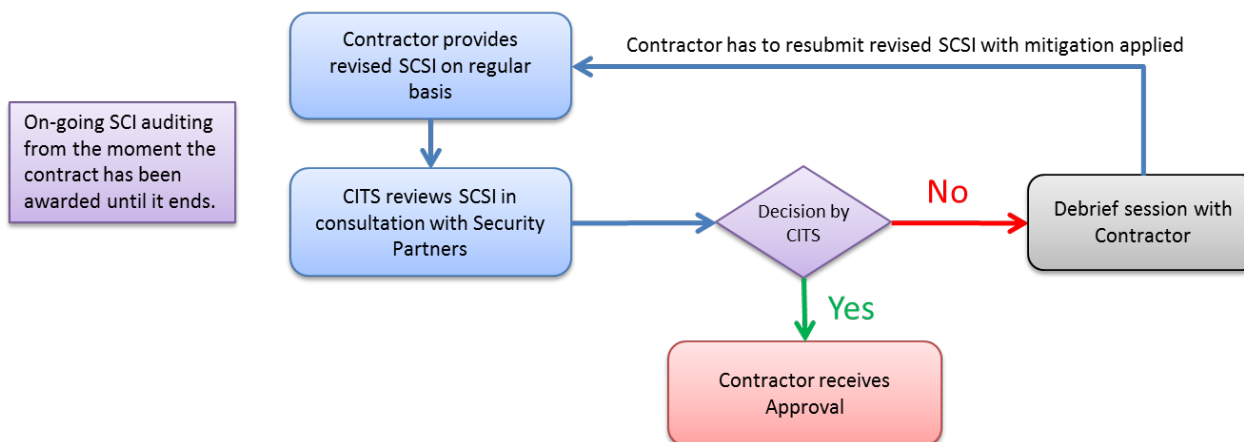 Contractor provides
revised SCSI on regular
basis
Contractor has to resubmit revised SCSI with mitigation applied
On-going SCI auditing
from the moment the
contract has been
awarded until it ends.
CITS reviews SCSI in
consultation with Security
Partners
Decision by
CITS
No
Debrief session with
Contractor
Yes
Contractor receives
Approval